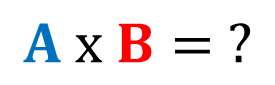 A x B = ?